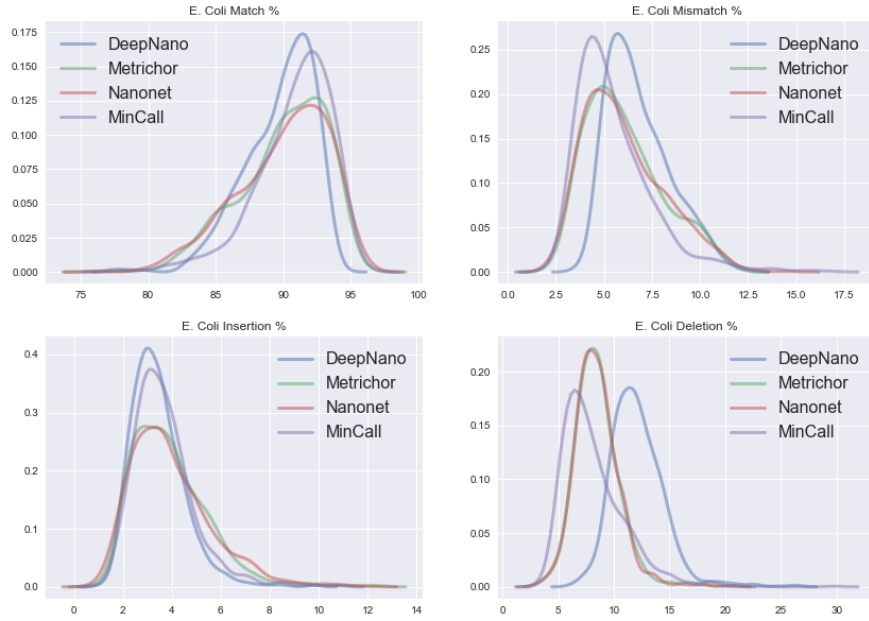 E. Coli Match %
0.175
0.150
0.125
0.100
0.075
0.050
0.025
0.000
75 80 85 90 95 100
DeepNano
Metrichor
Nanonet
MinCall
E. Coli Mismatch %
0.25
0.20
0.15
0.10
0.05
0.00
0.0 2.5 5.0 7.5 10.0 12.5 15.0 17.5
DeepNano
Metrichor
Nanonet
MinCall
E. Coli Insertion %
0.4
0.3
0.2
0.1
0.0
0 2 4 6 8 10 12 14
DeepNano
Metrichor
Nanonet
MinCall
E. Coli Deletion %
0.20
0.15
0.10
0.05
0.00
0 5 10 15 20 25 30
DeepNano
Metrichor
Nanonet
MinCall